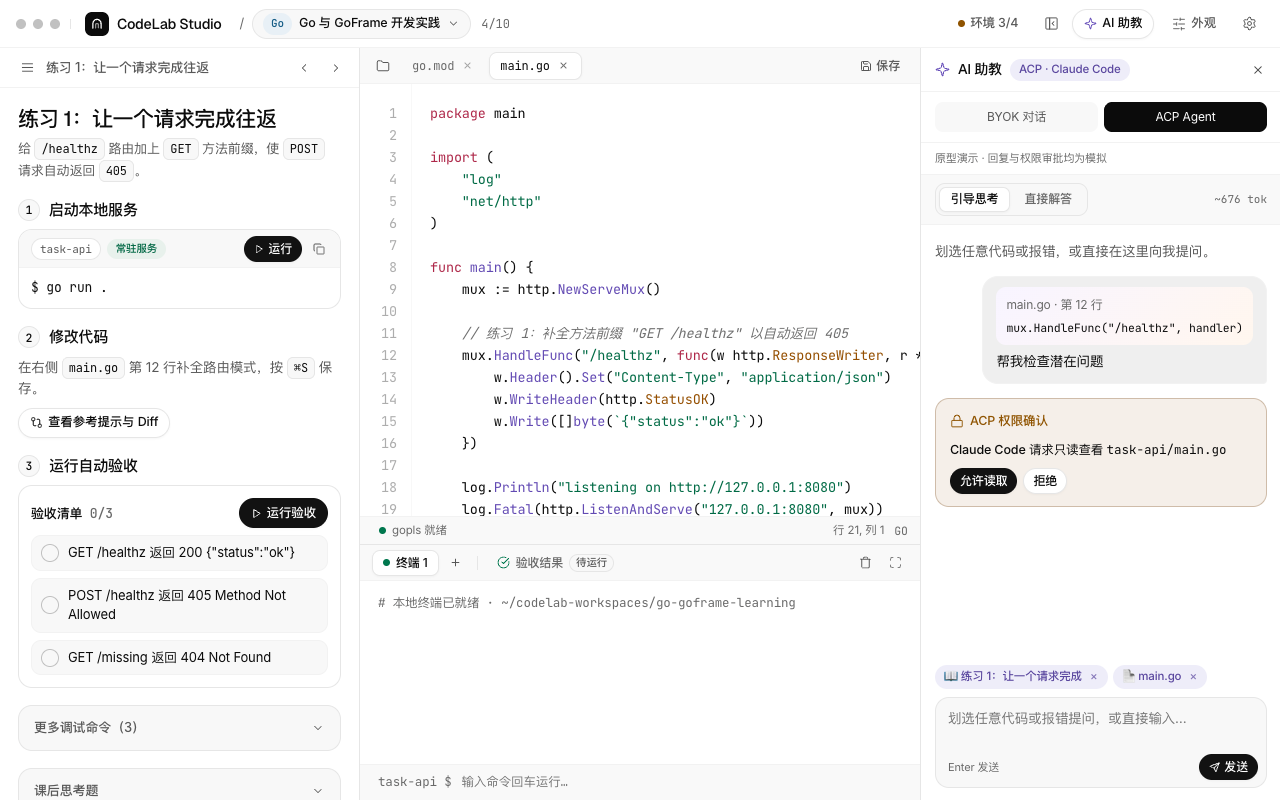 CodeLab Studio / Go Go 与 GoFrame 开发实践 4/10 环境 3/4 AI 助教 外观
练习 1：让一个请求完成往返
练习 1：让一个请求完成往返
给 /healthz 路由加上 GET 方法前缀，使 POST
请求自动返回 405 。
1 启动本地服务
task-api 常驻服务 运行
$ go run .
2 修改代码
在右侧 main.go 第 12 行补全路由模式，按 ⌘S 保
存。
查看参考提示与 Diff
3 运行自动验收
验收清单 0/3 运行验收
GET /healthz 返回 200 {"status":"ok"}
POST /healthz 返回 405 Method Not
Allowed
GET /missing 返回 404 Not Found
更多调试命令（3）
课后思考题
go.mod × main.go × 保存
1 package main
2
3 import (
4 "log"
5 "net/http"
6 )
7
8 func main() {
9 mux := http.NewServeMux()
10
11 // 练习 1：补全方法前缀 "GET /healthz" 以自动返回 405
12 mux.HandleFunc("/healthz", func(w http.ResponseWriter, r *
13 w.Header().Set("Content-Type", "application/json")
14 w.WriteHeader(http.StatusOK)
15 w.Write([]byte(`{"status":"ok"}`))
16 })
17
18 log.Println("listening on http://127.0.0.1:8080")
19 log.Fatal(http.ListenAndServe("127.0.0.1:8080", mux))
gopls 就绪 行 21, 列 1 GO
终端 1 + 验收结果 待运行
# 本地终端已就绪 · ~/codelab-workspaces/go-goframe-learning
task-api $ 输入命令回车运行…
AI 助教 ACP · Claude Code ×
BYOK 对话 ACP Agent
原型演示 · 回复与权限审批均为模拟
引导思考 直接解答 ~676 tok
划选任意代码或报错，或直接在这里向我提问。
main.go · 第 12 行
mux.HandleFunc("/healthz", handler)
帮我检查潜在问题
ACP 权限确认
Claude Code 请求只读查看 task-api/main.go
允许读取 拒绝
练习 1：让一个请求完成 × main.go ×
划选任意代码或报错提问，或直接输入...
Enter 发送 发送